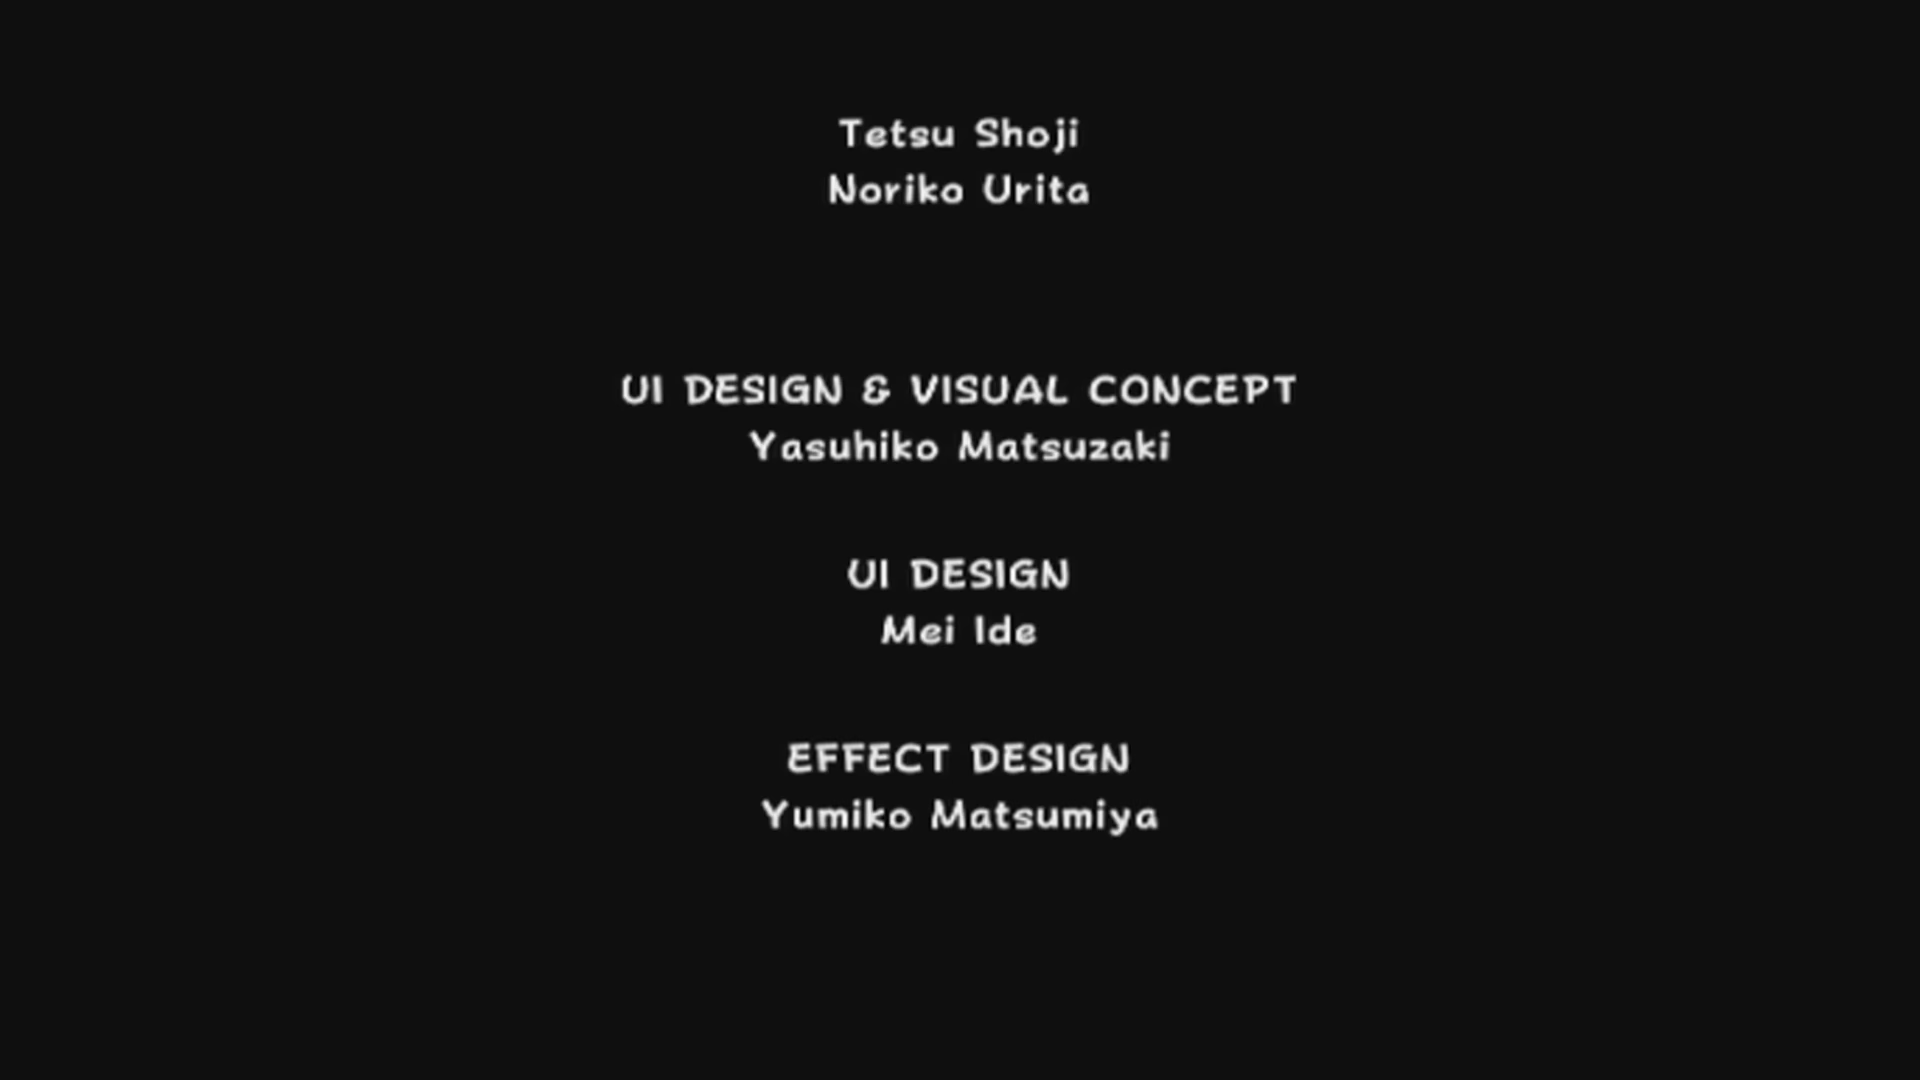 Tetsu Shoji
Noriko Urita
UI DESIGN & VISUAL CONCEPT
Yasuhiko Matsuzaki
UI DESIGN
Mei Ide
EFFECT DESIGN
Yumiko Matsumiya